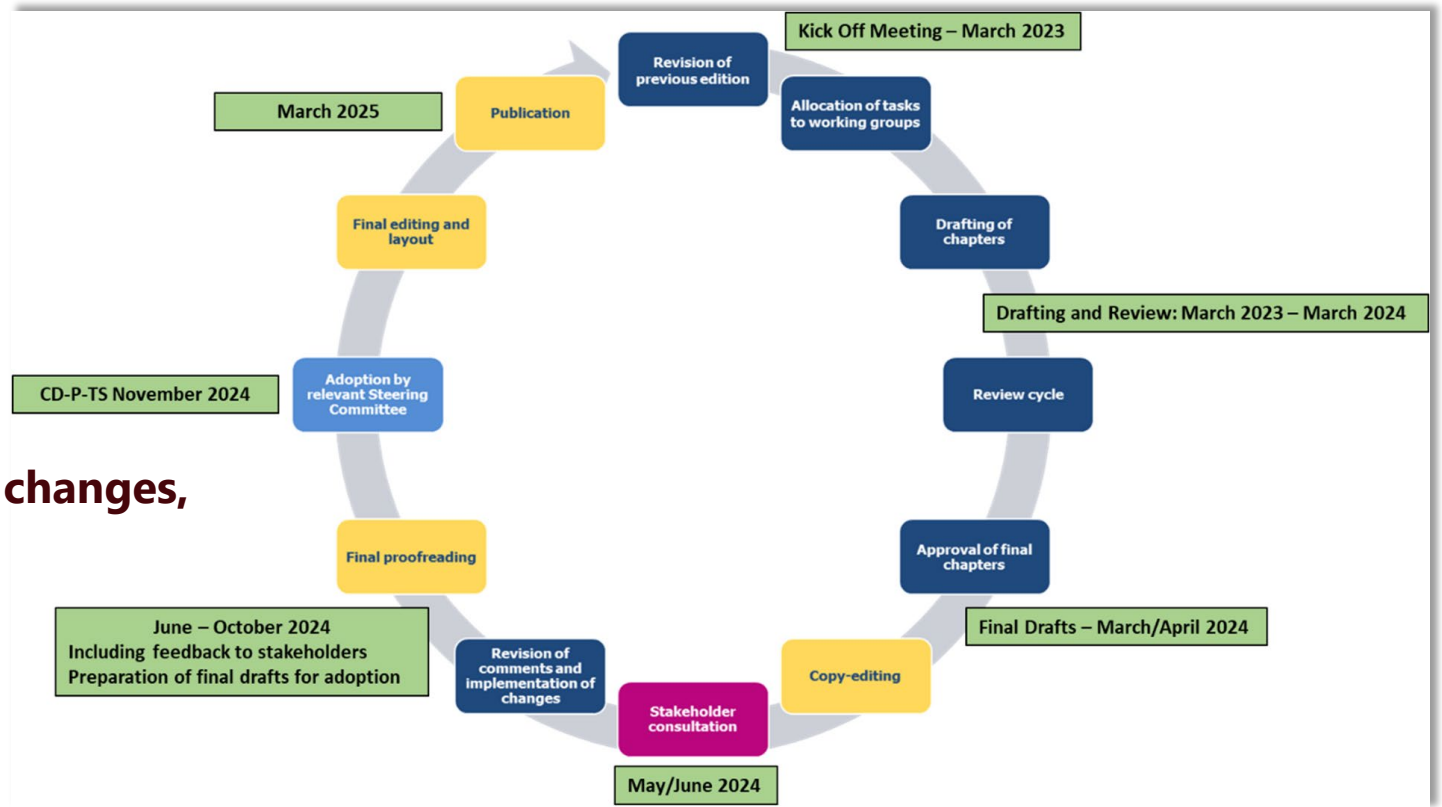 Kick Off Meeting – March 2023
Revision of
previous edition
Allocation of tasks
to working groups
Drafting of
chapters
Drafting and Review: March 2023 – March 2024
Review cycle
Approval of final
chapters
Final Drafts – March/April 2024
Copy-editing
Stakeholder
consultation
May/June 2024
Revision of
comments and
implementation of
changes
June – October 2024
Including feedback to stakeholders
Preparation of final drafts for adoption
Final proofreading
changes,
Adoption by
relevant Steering
Committee
CD-P-TS November 2024
Final editing and
layout
Publication
March 2025